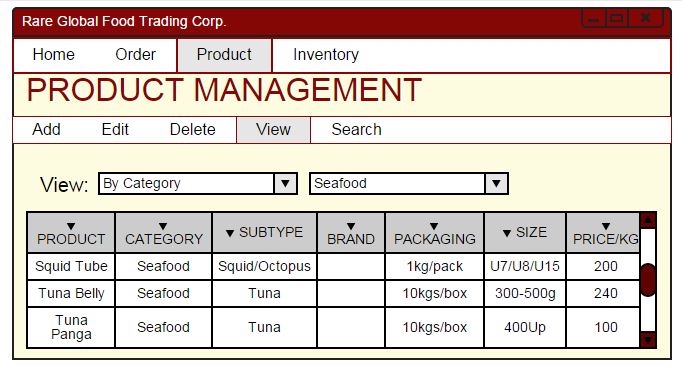 Rare Global Food Trading Corp.
Home Order Product Inventory
PRODUCT MANAGEMENT
Add Edit Delete View Search
View: By Category Seafood
PRODUCT CATEGORY SUBTYPE BRAND PACKAGING SIZE PRICE/KG
Squid Tube Seafood Squid/Octopus 1kg/pack U7/U8/U15 200
Tuna Belly Seafood Tuna 10kgs/box 300-500g 240
Tuna Panga Seafood Tuna 10kgs/box 400Up 100